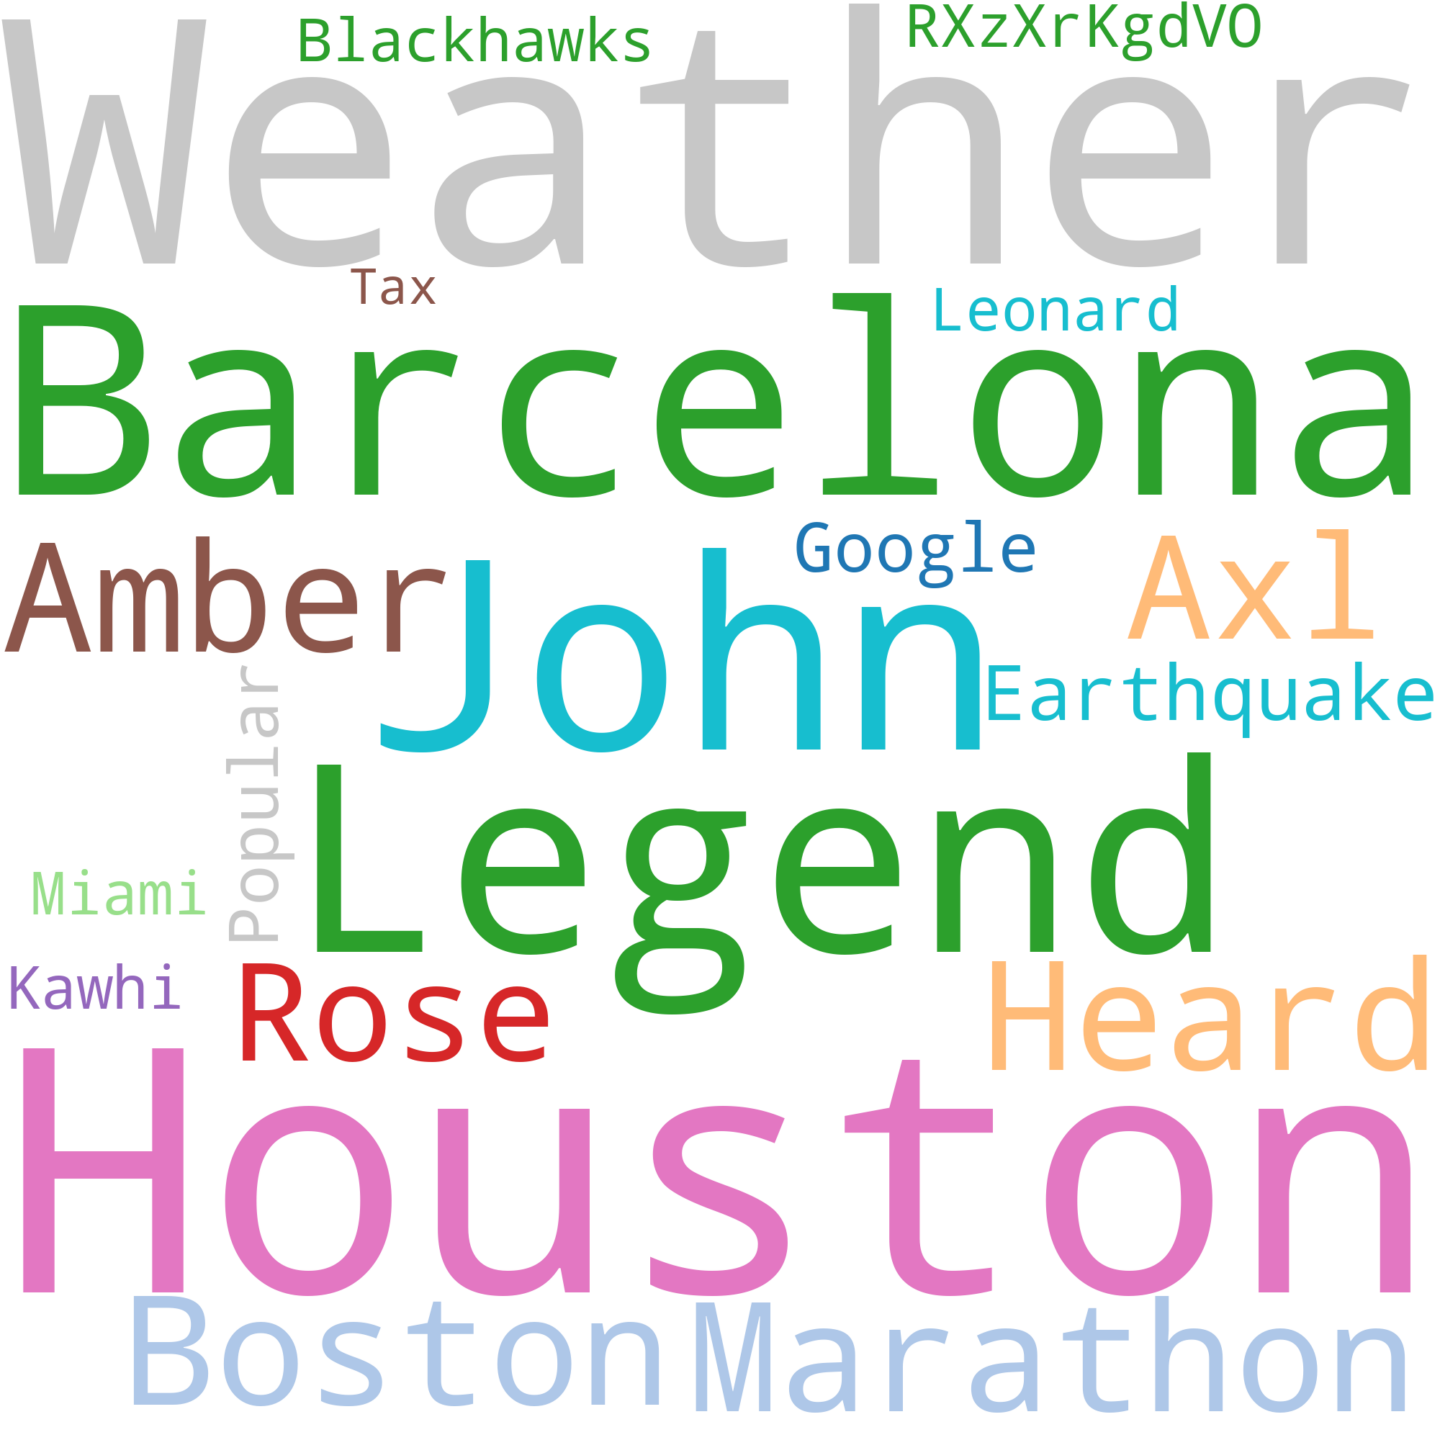 Blackhawks RXzXrKgdVO
Weather
Tax Leonard
Barcelona
Amber John Google Axl
Earthquake
Popular
Legend
Miami
Kawhi Rose Heard
Houston
Boston Marathon